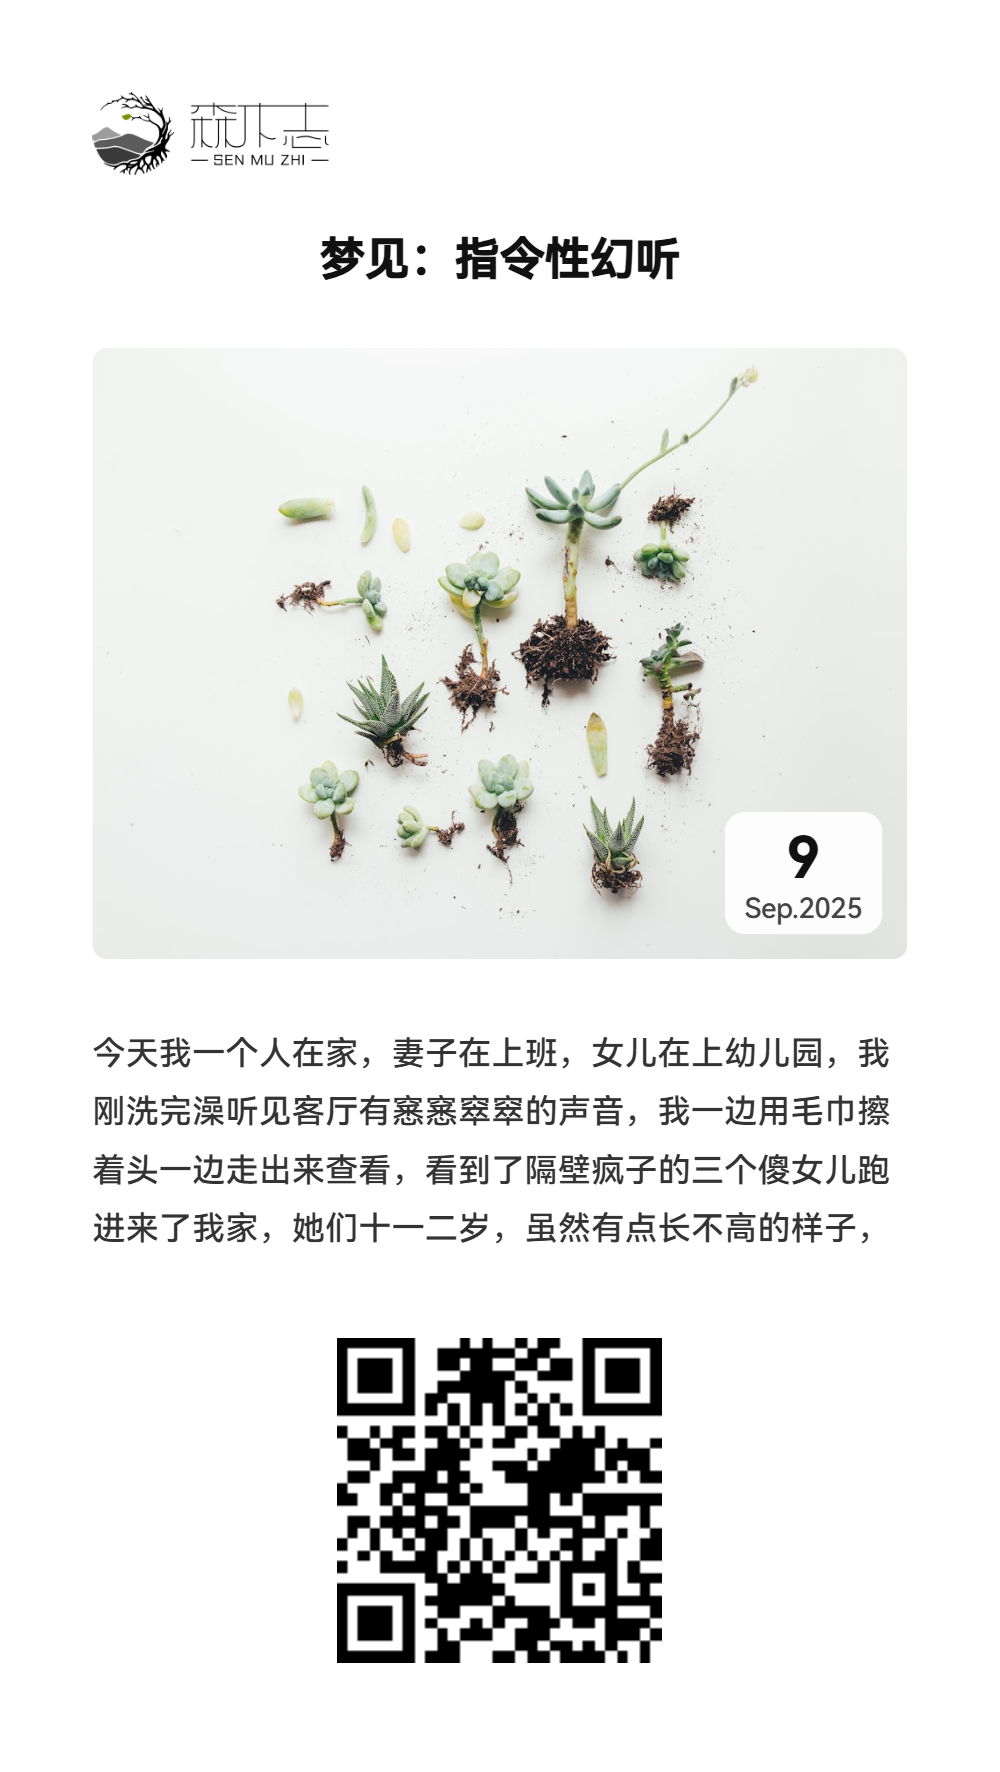 森木志
SEN MU ZHI
梦见：指令性幻听
9
Sep.2025
今天我一个人在家，妻子在上班，女儿在上幼儿园，我
刚洗完澡听见客厅有窸窸窣窣的声音，我一边用毛巾擦
着头一边走出来查看，看到了隔壁疯子的三个傻女儿跑
进来了我家，她们十一二岁，虽然有点长不高的样子，